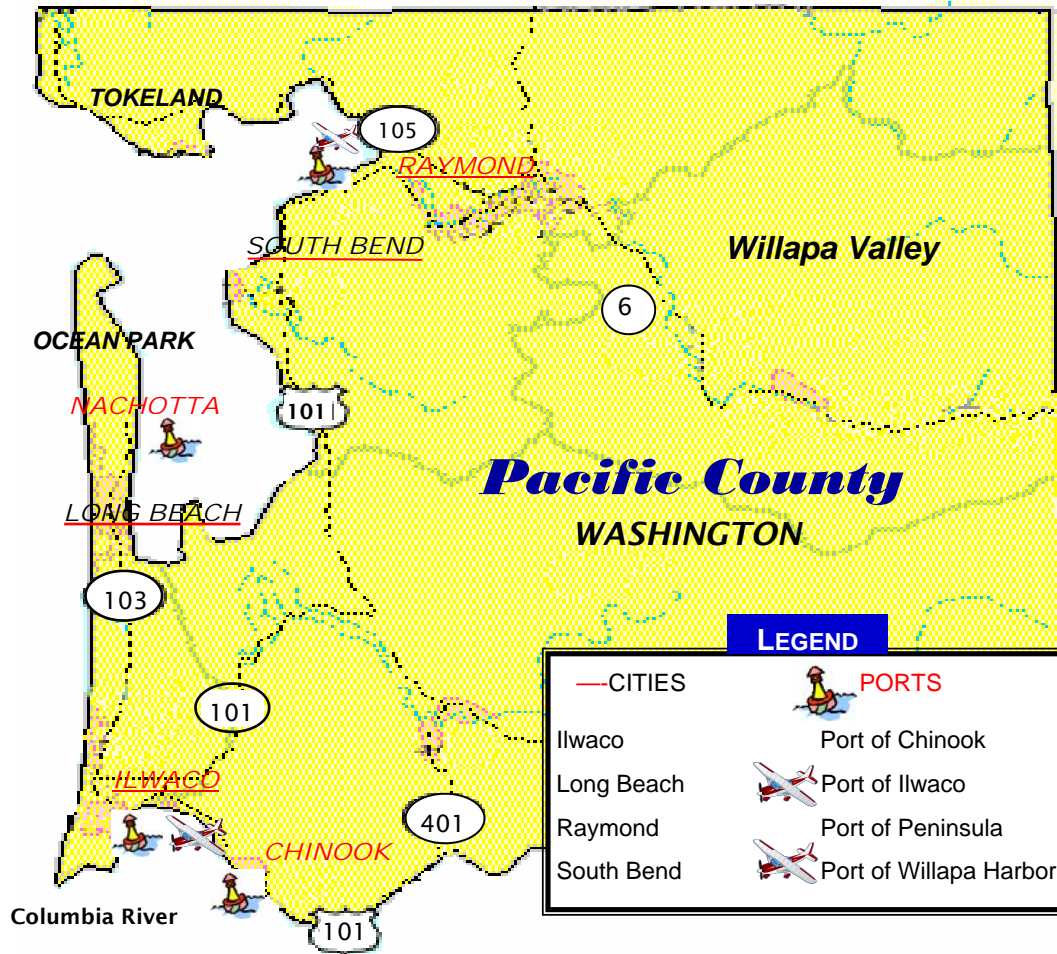 TOKELAND
105
RAYMOND
SOUTH BEND
Willapa Valley
6
OCEAN PARK
NACHOTTA
101
Pacific County
WASHINGTON
LONG BEACH
103
101
ILWACO
401
CHINOOK
Columbia River
101
LEGEND
—-CITIES
PORTS
Ilwaco
Port of Chinook
Long Beach
Port of Ilwaco
Raymond
Port of Peninsula
South Bend
Port of Willapa Harbor